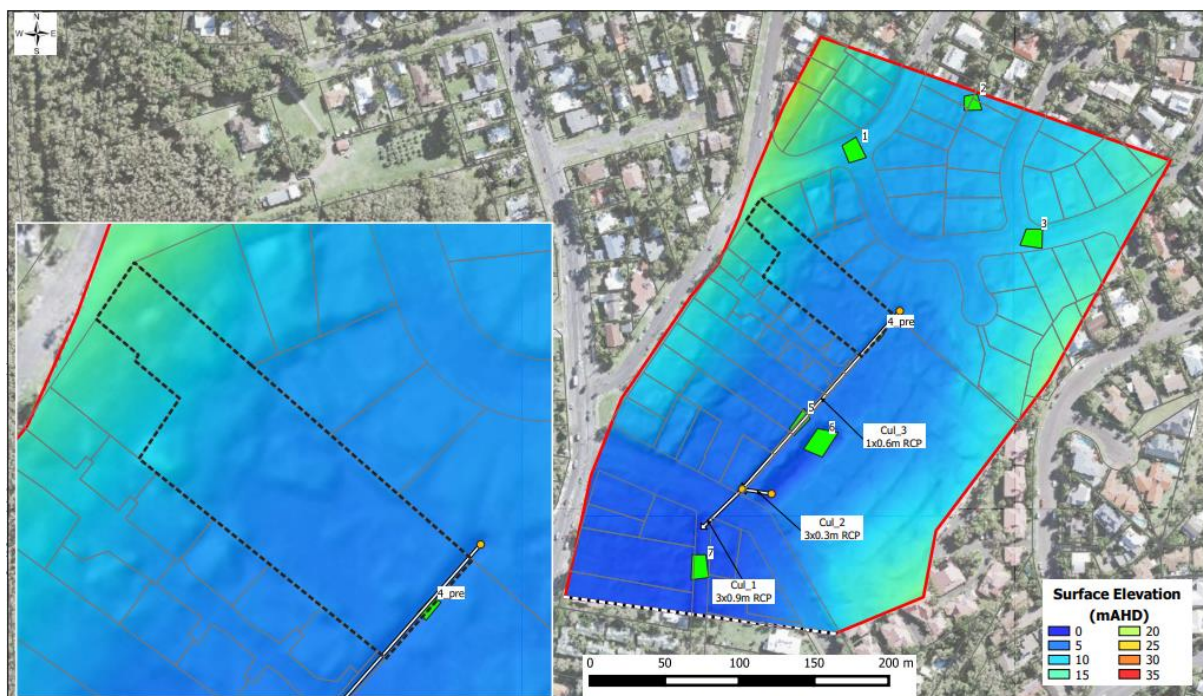 N
W E
S
2
1
3
4_pre
5
6
Cul_3
1x0.6m RCP
Cul_2
3x0.3m RCP
7
Cul_1
3x0.9m RCP
4_pre
0 50 100 150 200 m
Surface Elevation
(mAHD)
0 20
5 25
10 30
15 35